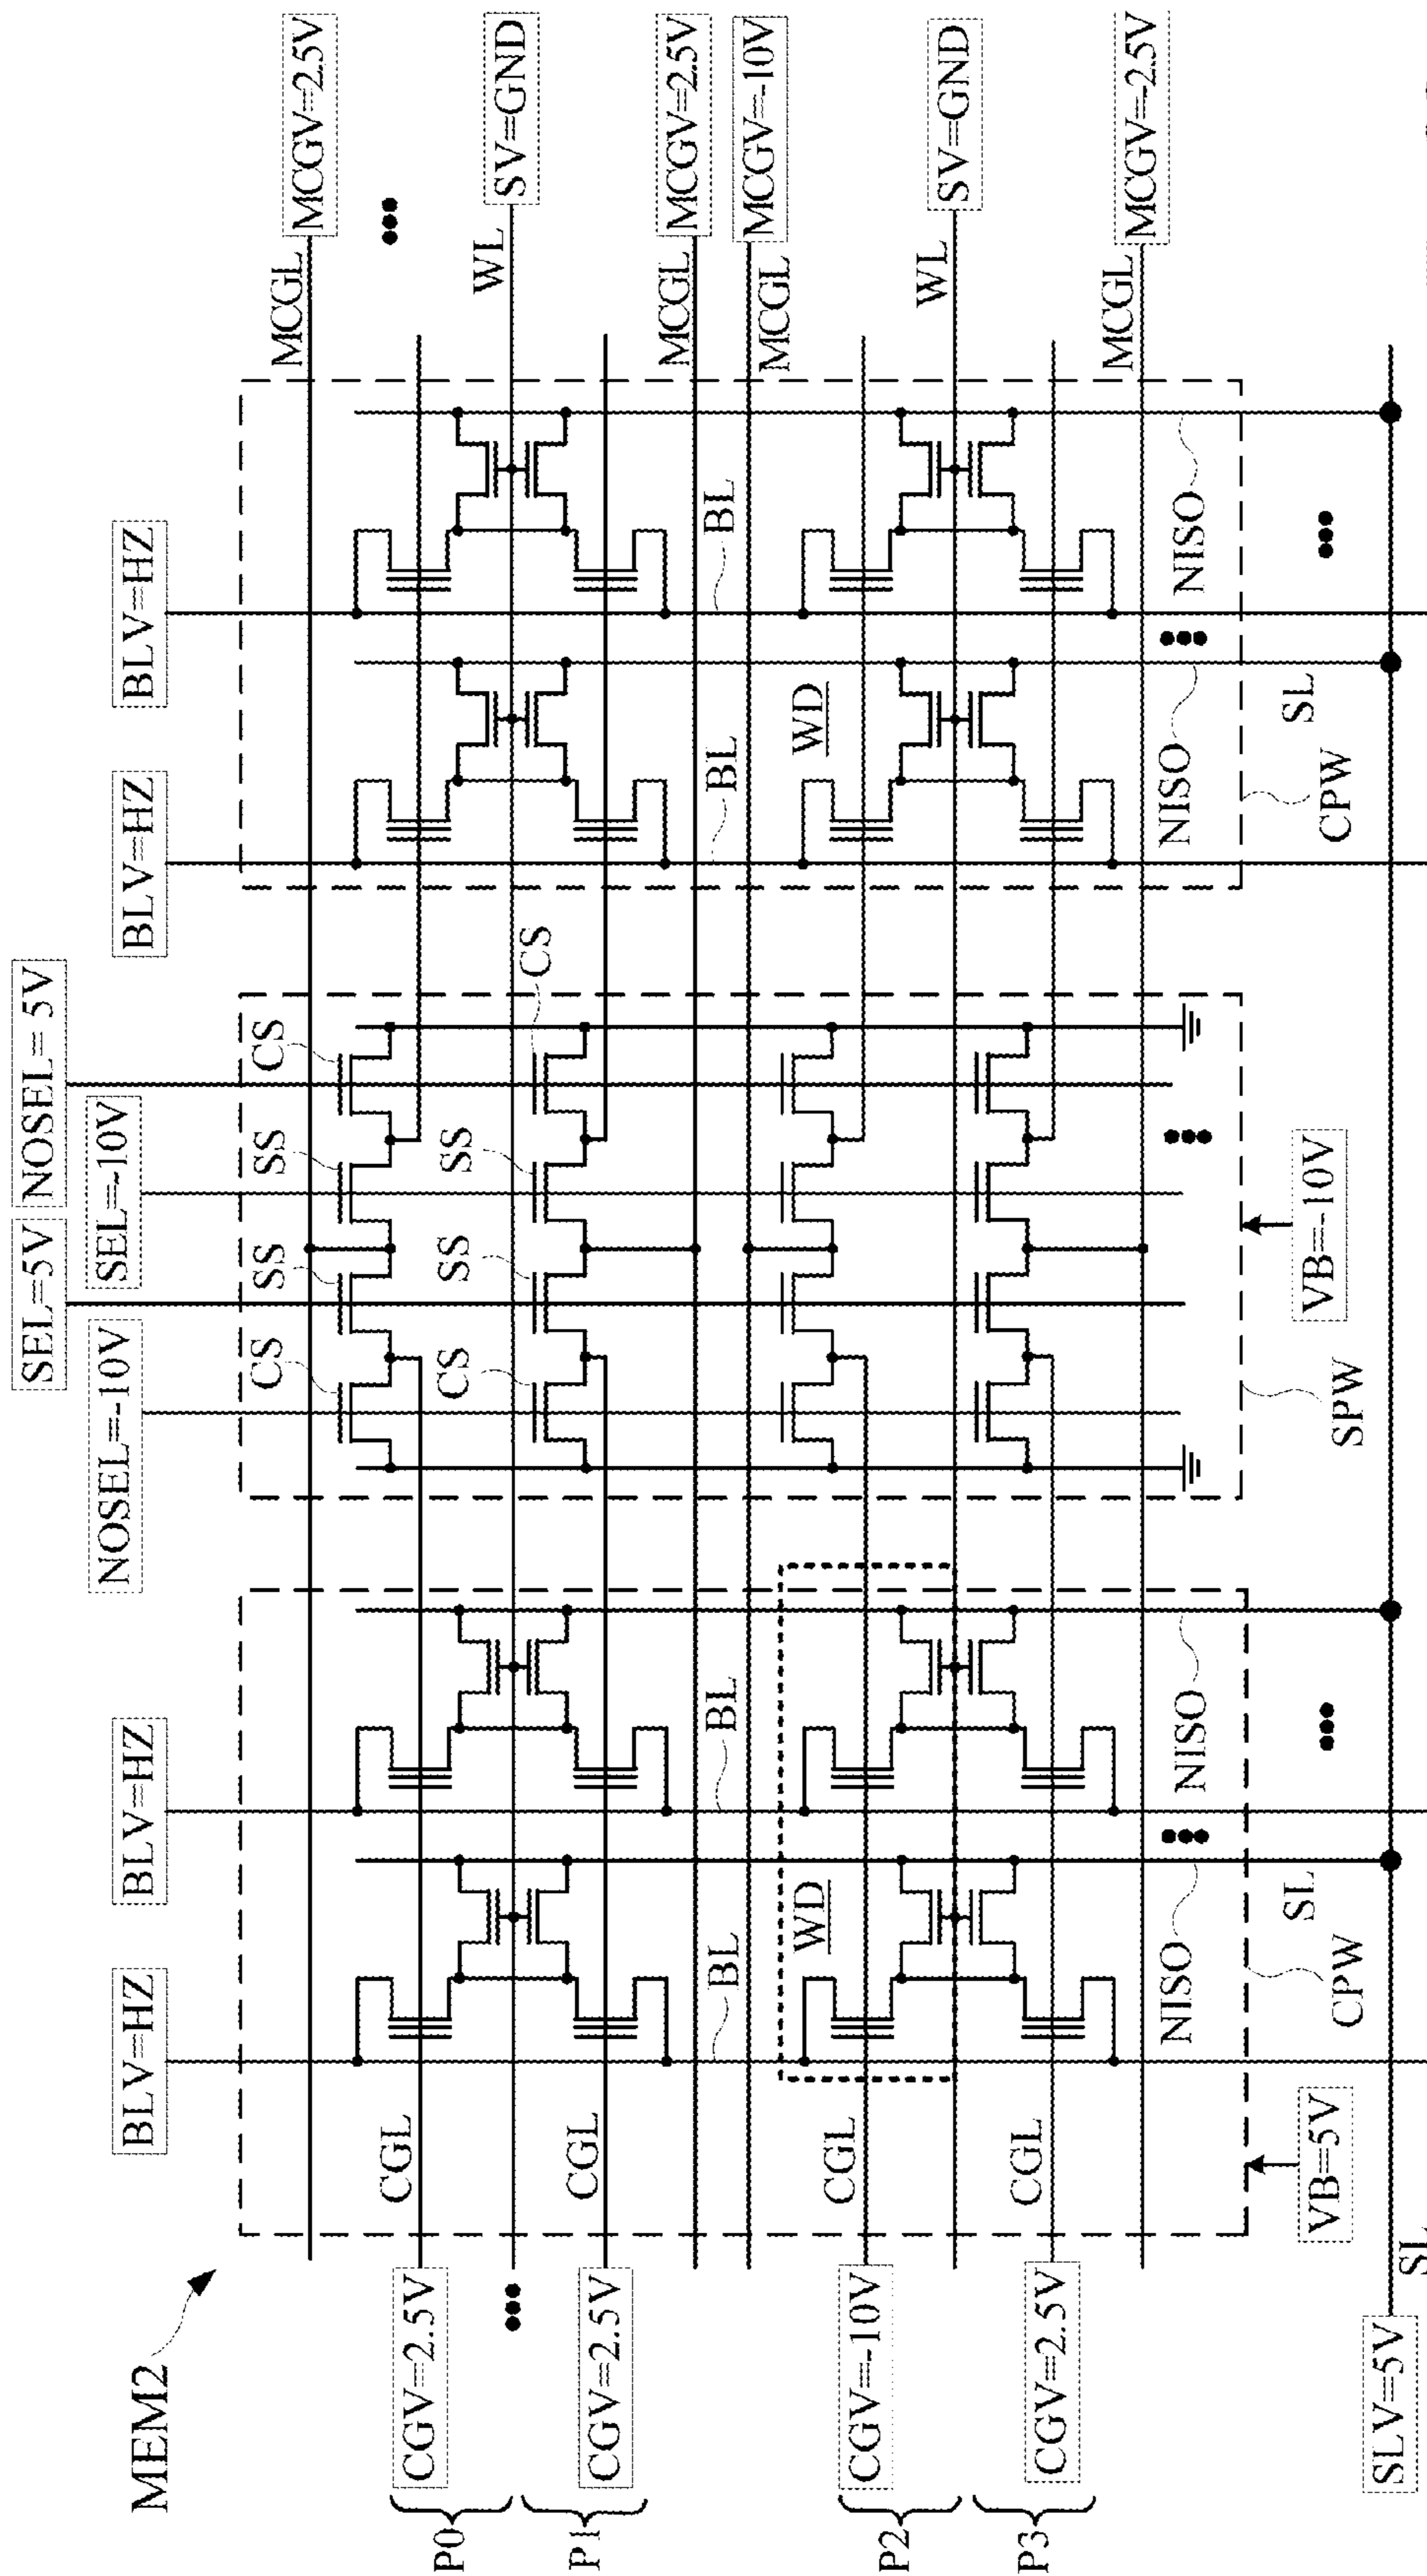 MEM2
BLV=HZ
BLV=HZ
NOSEL=-10V
SEL=5V
SEL=-10V
NOSEL= 5V
BLV=HZ
BLV=HZ
MCGL
MCGV=2.5V
CS
SS
SS
CS
P0
CGV=2.5V
CGL
WL
SV=GND
P1
CGV=2.5V
CGL
CS
SS
SS
CS
MCGL
MCGV=2.5V
BL
BL
BL
BL
MCGL
MCGV=-10V
WD
WD
P2
CGV=-10V
CGL
WL
SV=GND
P3
CGV=2.5V
CGL
MCGL
MCGV=-2.5V
NISO
NISO
NISO
NISO
VB=5V
CPW
SL
SPW
VB=-10V
CPW
SL
SLV=5V
SL